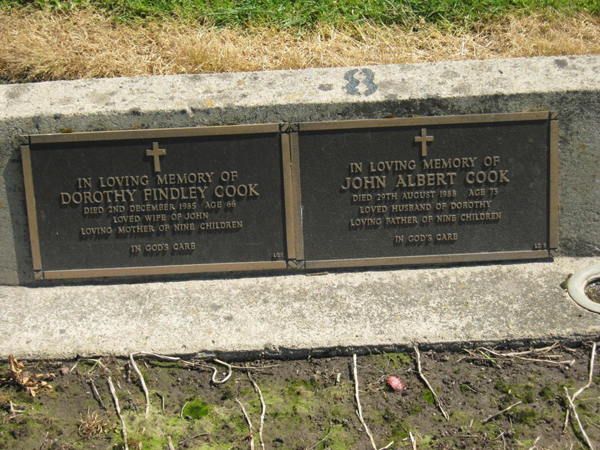 8
IN LOVING MEMORY OF
DOROTHY FINDLEY COOK
DIED 2ND DECEMBER 1985 AGE 66
LOVED WIFE OF JOHN
LOVING MOTHER OF NINE CHILDREN
IN GOD'S CARE
IN LOVING MEMORY OF
JOHN ALBERT COOK
DIED 29TH AUGUST 1988 AGE 75
LOVED HUSBAND OF DOROTHY
LOVING FATHER OF NINE CHILDREN
IN GOD'S CARE